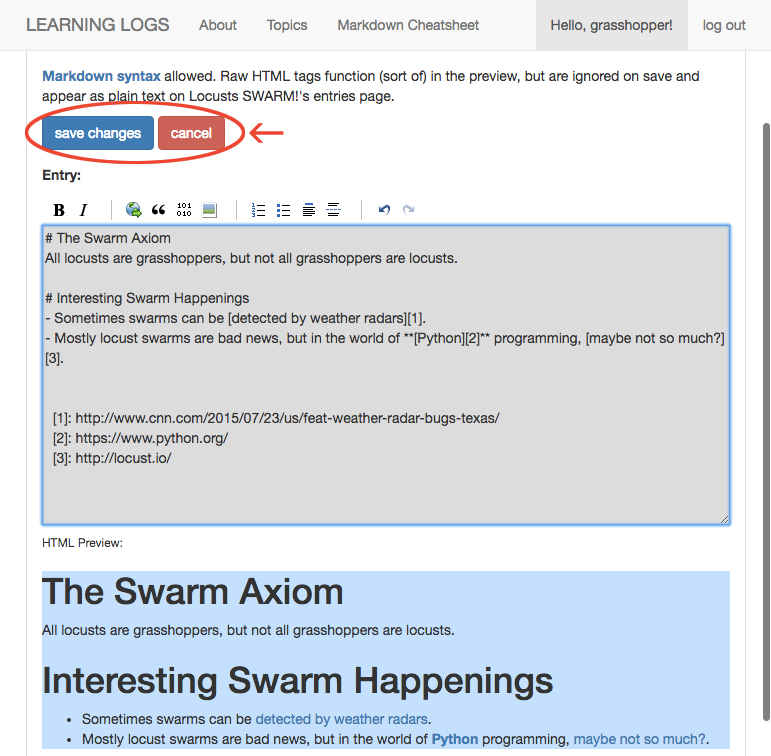 LEARNING LOGS About Topics Markdown Cheatsheet Hello, grasshopper! log out
Markdown syntax allowed. Raw HTML tags function (sort of) in the preview, but are ignored on save and
appear as plain text on Locusts SWARM!'s entries page.
save changes cancel
Entry:
B I
# The Swarm Axiom
All locusts are grasshoppers, but not all grasshoppers are locusts.
# Interesting Swarm Happenings
- Sometimes swarms can be [detected by weather radars][1].
- Mostly locust swarms are bad news, but in the world of **[Python][2]** programming, [maybe not so much?]
[3].
[1]: http://www.cnn.com/2015/07/23/us/feat-weather-radar-bugs-texas/
[2]: https://www.python.org/
[3]: http://locust.io/
HTML Preview:
The Swarm Axiom
All locusts are grasshoppers, but not all grasshoppers are locusts.
Interesting Swarm Happenings
• Sometimes swarms can be detected by weather radars.
• Mostly locust swarms are bad news, but in the world of Python programming, maybe not so much?.